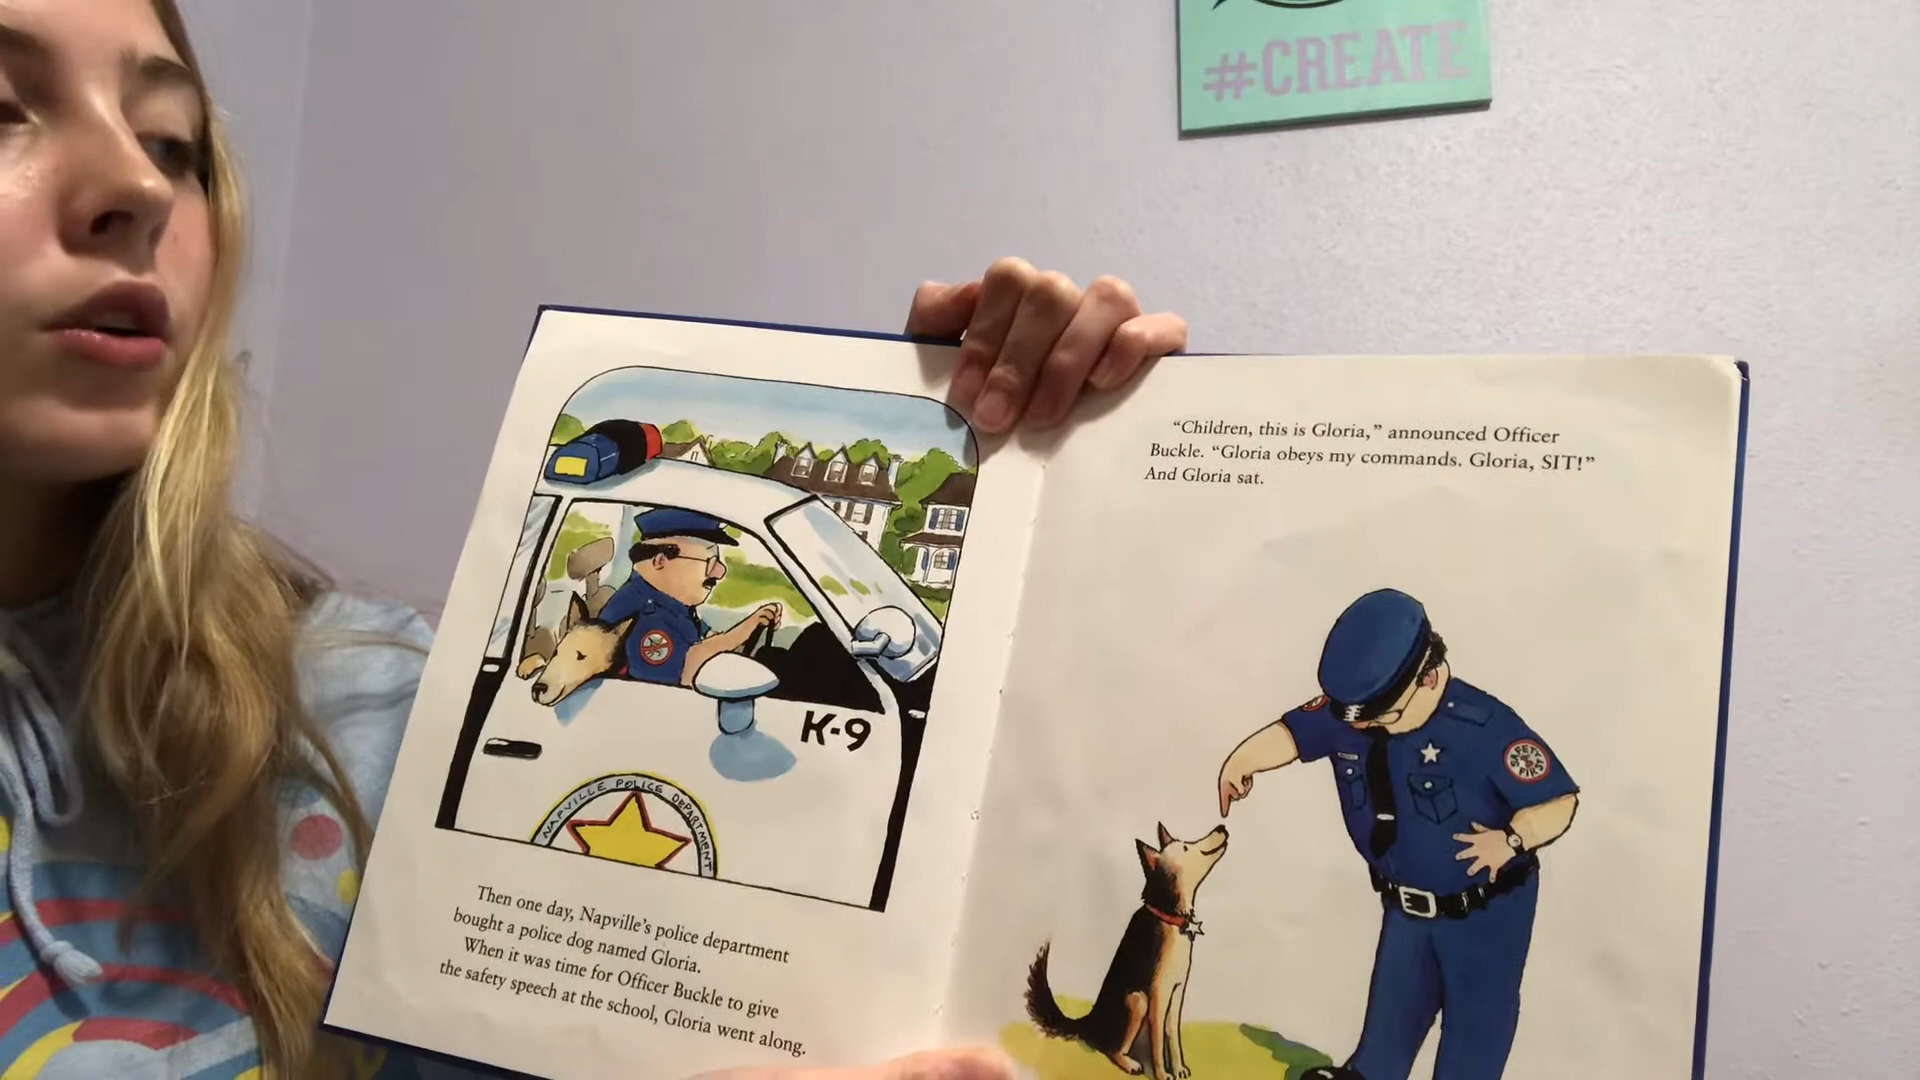 #CREATE
K-9
NAPVILLE POLICE DEPARTMENT
Then one day, Napville's police department
bought a police dog named Gloria.
When it was time for Officer Buckle to give
the safety speech at the school, Gloria went along.
"Children, this is Gloria," announced Officer
Buckle. "Gloria obeys my commands. Gloria, SIT!"
And Gloria sat.
SAFETY
FIRST